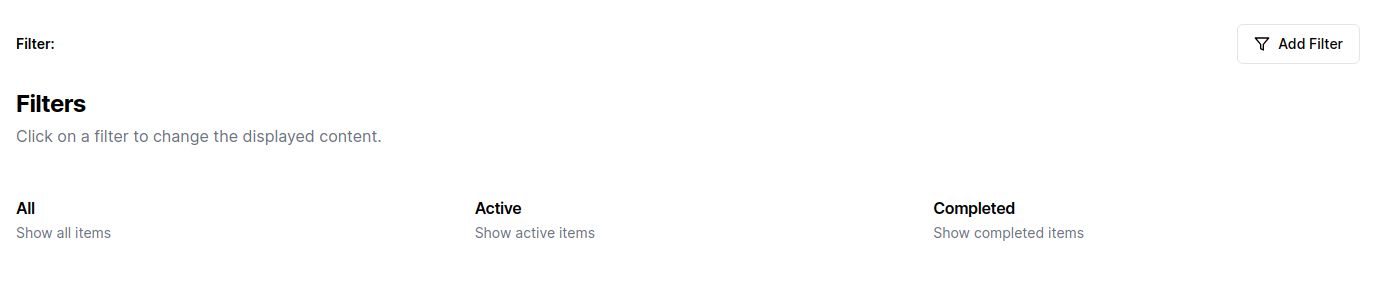 Filter:
Add Filter
Filters
Click on a filter to change the displayed content.
All
Show all items
Active
Show active items
Completed
Show completed items